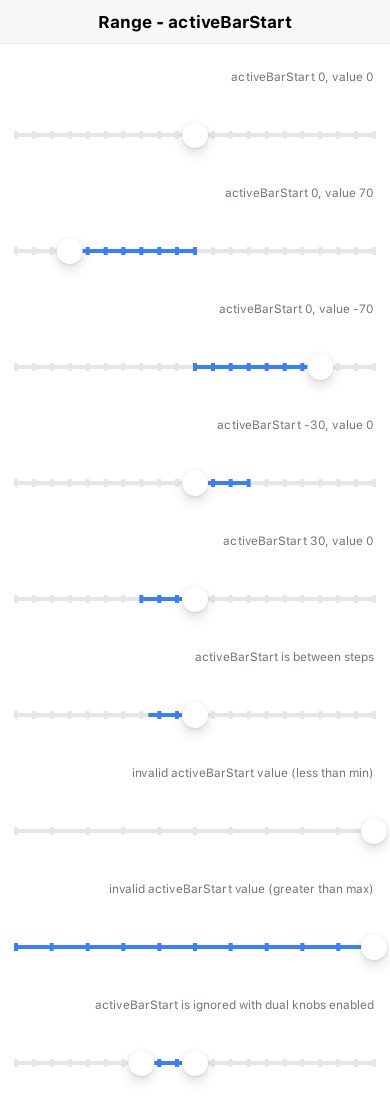 Range - activeBarStart
activeBarStart 0, value 0
activeBarStart 0, value 70
activeBarStart 0, value -70
activeBarStart -30, value 0
activeBarStart 30, value 0
activeBarStart is between steps
invalid activeBarStart value (less than min)
invalid activeBarStart value (greater than max)
activeBarStart is ignored with dual knobs enabled